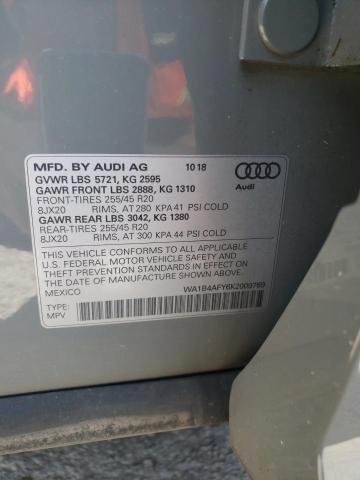 MFD. BY AUDI AG 10 18
GVWR LBS 5721, KG 2595
GAWR FRONT LBS 2888, KG 1310
FRONT-TIRES 255/45 R20
8JX20 RIMS, AT 280 KPA 41 PSI COLD
GAWR REAR LBS 3042, KG 1380
REAR-TIRES 255/45 R20
8JX20 RIMS, AT 300 KPA 44 PSI COLD
THIS VEHICLE CONFORMS TO ALL APPLICABLE
U.S. FEDERAL MOTOR VEHICLE SAFETY AND
THEFT PREVENTION STANDARDS IN EFFECT ON
THE DATE OF MANUFACTURE SHOWN ABOVE.
MEXICO WA1B4AFY6K2009769
TYPE:
MPV
Audi